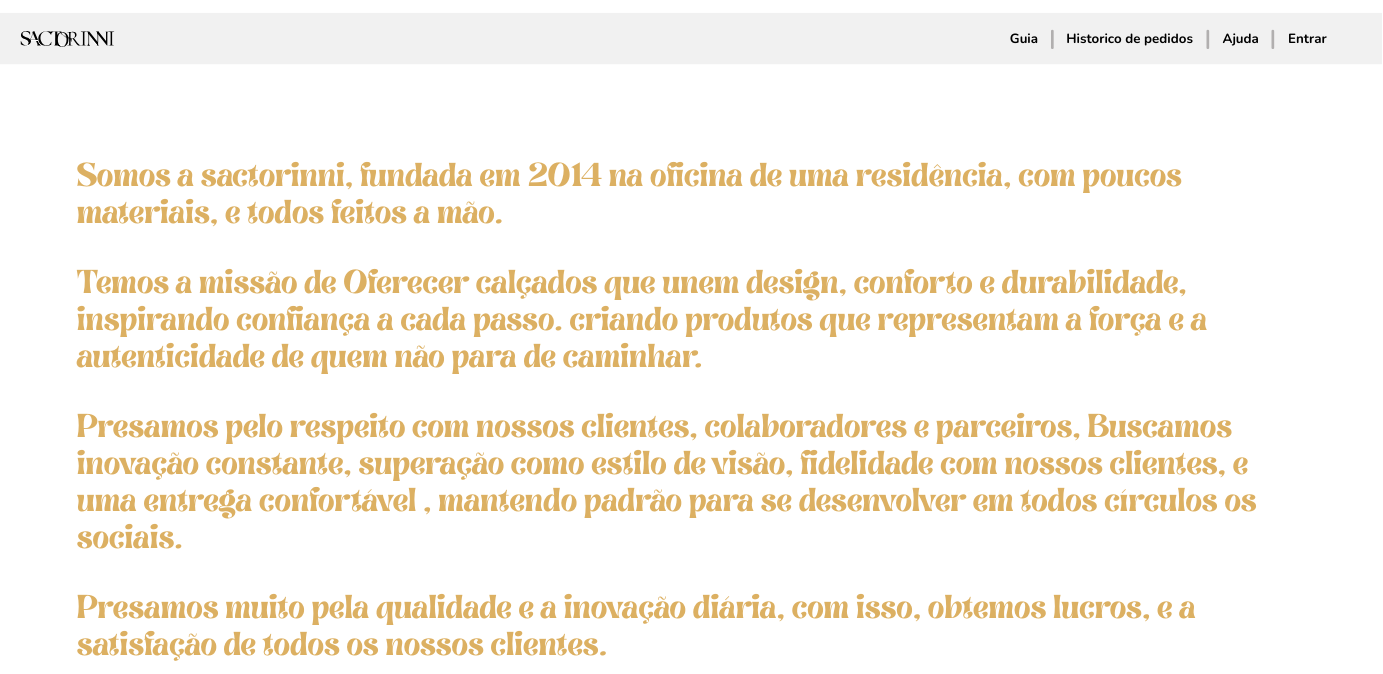 SACTORINNI
Guia | Historico de pedidos | Ajuda | Entrar
Somos a sactorinni, fundada em 2014 na oficina de uma residência, com poucos
materiais, e todos feitos a mão.
Temos a missão de Oferecer calçados que unem design, conforto e durabilidade,
inspirando confiança a cada passo. criando produtos que representam a força e a
autenticidade de quem não para de caminhar.
Presamos pelo respeito com nossos clientes, colaboradores e parceiros, Buscamos
inovação constante, superação como estilo de visão, fidelidade com nossos clientes, e
uma entrega confortável , mantendo padrão para se desenvolver em todos círculos os
sociais.
Presamos muito pela qualidade e a inovação diária, com isso, obtemos lucros, e a
satisfação de todos os nossos clientes.